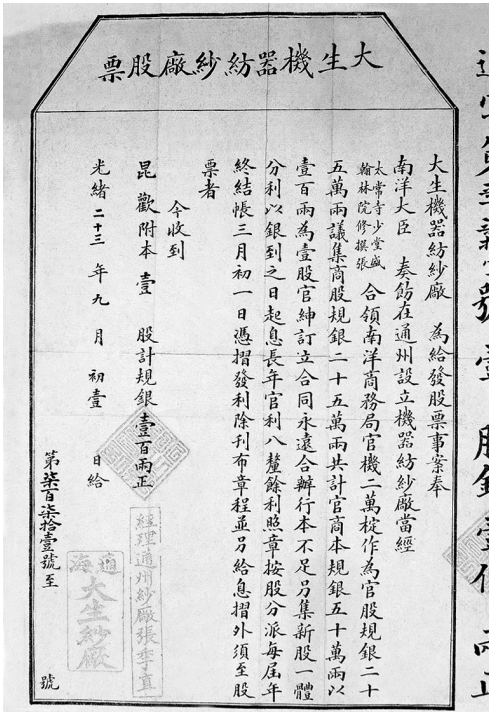 大生機器紡紗廠股票
大生機器紡紗廠　為給發股票事案奉
南洋大臣　奏飭在通州設立機器紡紗廠當經
太常寺少堂盛
翰林院修撰張
合領南洋商務局官機二萬梃作為官股規銀二十
五萬兩議集商股規銀二十五萬兩共計官商本規銀五十萬兩以
壹百兩為壹股官紳訂立合同永遠合辦行本不足另集新股一體
分利以銀到之日起息長年官利八釐餘利照章按股分派每屆年
終結帳三月初一日憑摺發利除刊布章程並另給息摺外須至股
票者
今收到
昆歡附本壹　股計規銀壹百兩正
光緒二十三年九月初壹　日給
經理通州紗廠張季直
通海
大生紗廠
第柒百柒拾壹號至　號